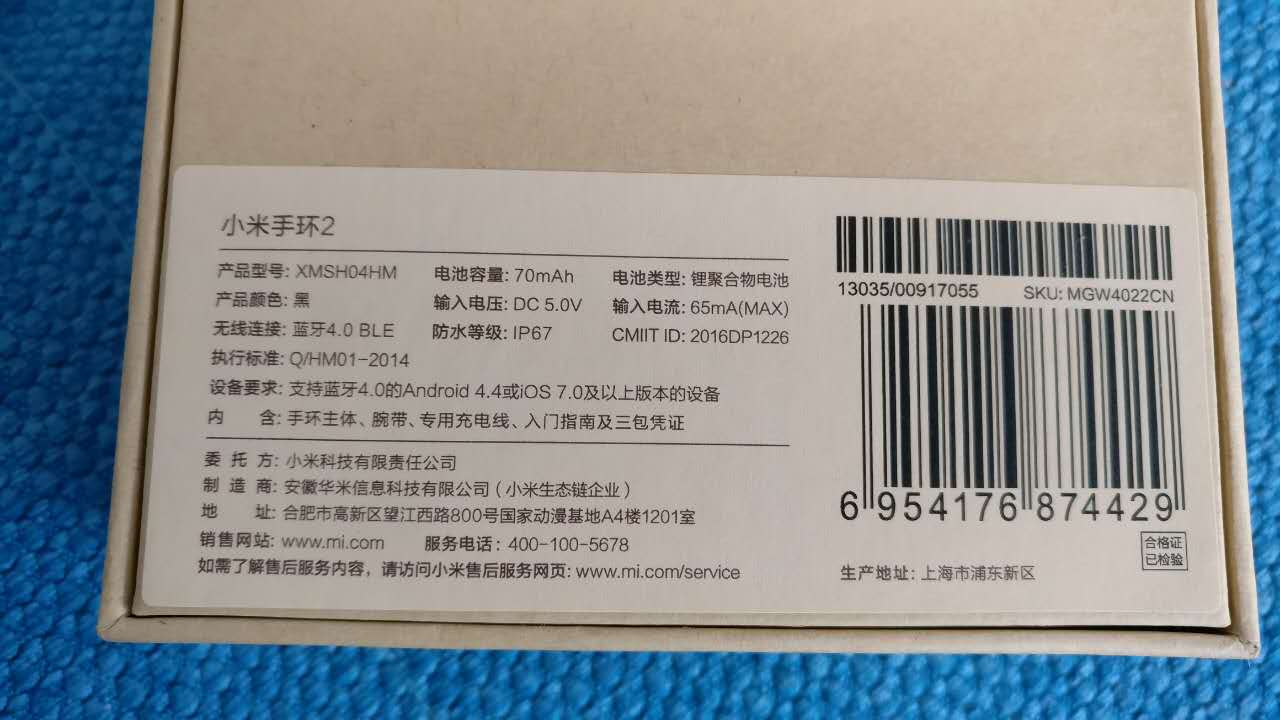 小米手环2
产品型号: XMSH04HM 电池容量: 70mAh 电池类型: 锂聚合物电池
产品颜色: 黑 输入电压: DC 5.0V 输入电流: 65mA(MAX)
无线连接: 蓝牙4.0 BLE 防水等级: IP67 CMIIT ID: 2016DP1226
执行标准: Q/HM01-2014
设备要求: 支持蓝牙4.0的Android 4.4或iOS 7.0及以上版本的设备
内 含: 手环主体、腕带、专用充电线、入门指南及三包凭证
委 托 方: 小米科技有限责任公司
制 造 商: 安徽华米信息科技有限公司（小米生态链企业）
地 址: 合肥市高新区望江西路800号国家动漫基地A4楼1201室
销售网站: www.mi.com 服务电话: 400-100-5678
如需了解售后服务内容，请访问小米售后服务网页: www.mi.com/service
13035/00917055 SKU: MGW4022CN
6 954176 874429
合格证
已检验
生产地址: 上海市浦东新区